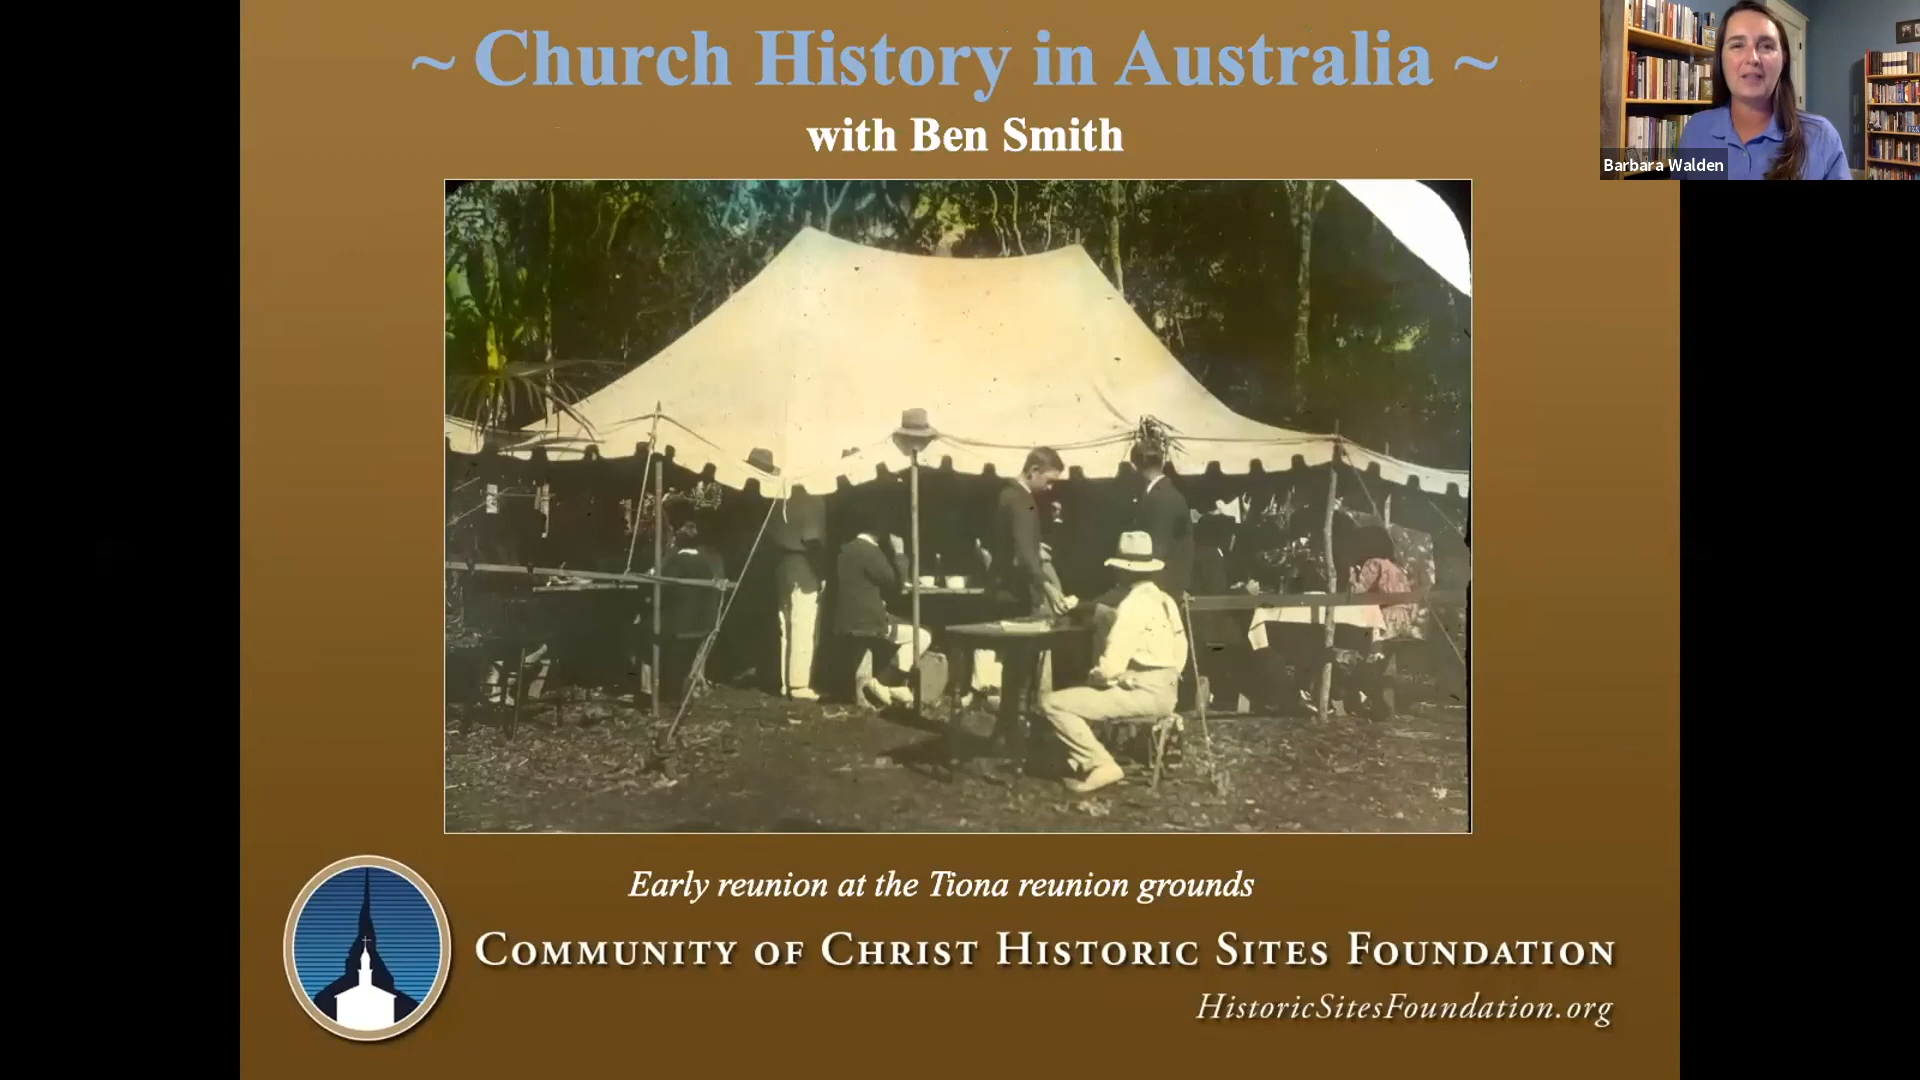 ~ Church History in Australia ~
with Ben Smith
Barbara Walden
Early reunion at the Tiona reunion grounds
Community of Christ Historic Sites Foundation
HistoricSitesFoundation.org